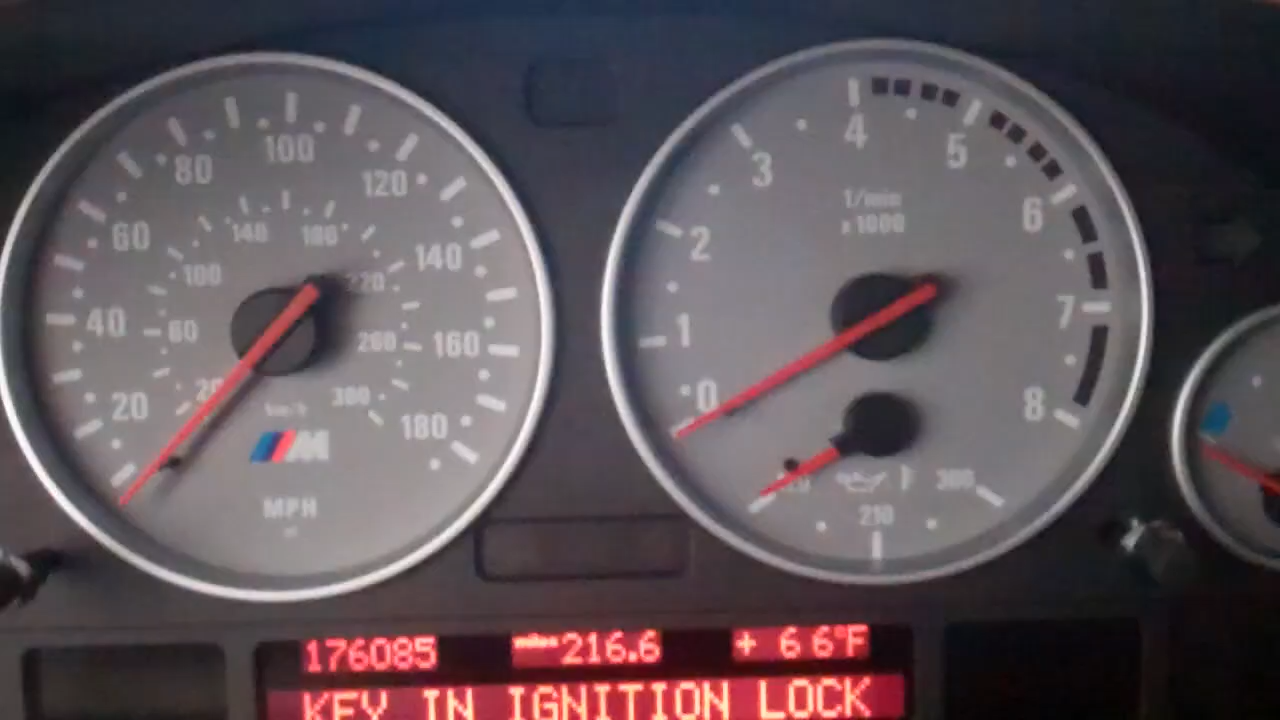 20 40 60 80 100 120 140 160 180
20 60 100 140 180 220 260 300
km/h
M
MPH
0 1 2 3 4 5 6 7 8
1/min
x1000
F
210
300
176085 miles 216.6 + 66°F
KEY IN IGNITION LOCK